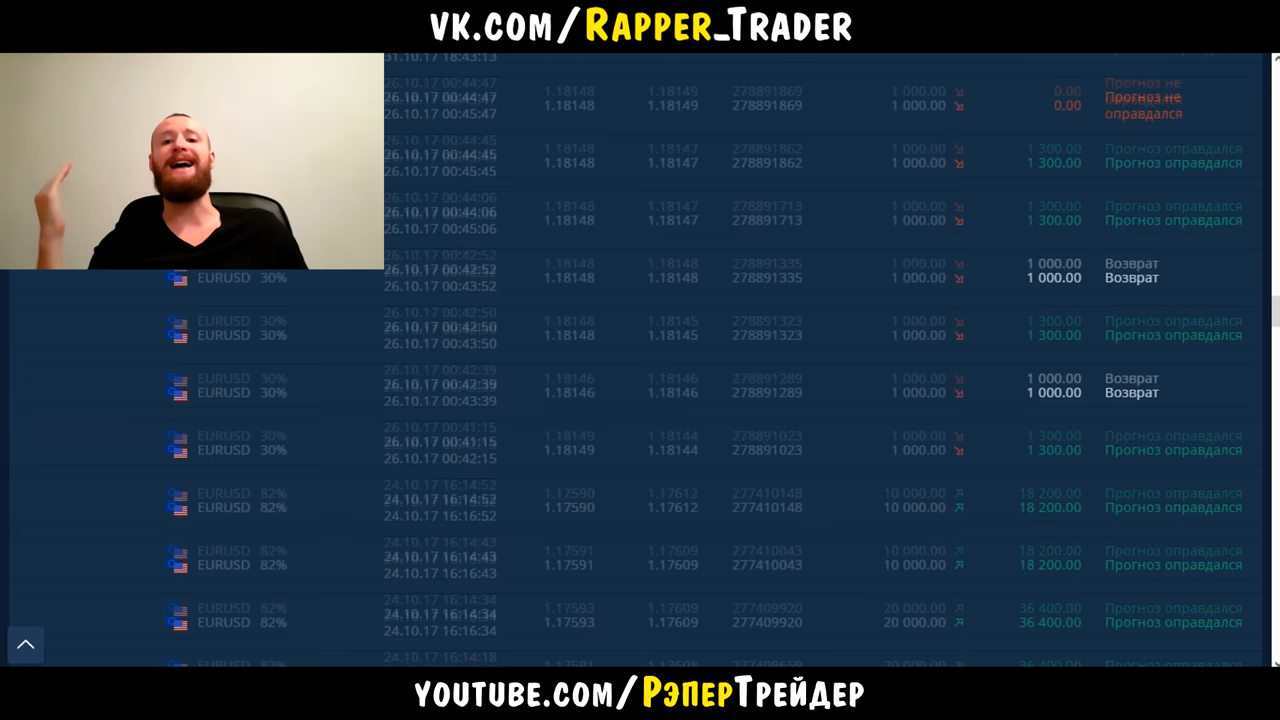 VK.COM/RAPPER_TRADER
31.10.17 18:43:13
26.10.17 00:44:47 1.18148 1.18149 278891869 1 000.00 0.00 Прогноз не
26.10.17 00:45:47 оправдался
26.10.17 00:44:45 1.18148 1.18147 278891862 1 000.00 1 300.00 Прогноз оправдался
26.10.17 00:45:45
26.10.17 00:44:06 1.18148 1.18147 278891713 1 000.00 1 300.00 Прогноз оправдался
26.10.17 00:45:06
EURUSD 30% 26.10.17 00:42:52 1.18148 1.18148 278891335 1 000.00 1 000.00 Возврат
26.10.17 00:43:52
EURUSD 30% 26.10.17 00:42:50 1.18148 1.18145 278891323 1 000.00 1 300.00 Прогноз оправдался
26.10.17 00:43:50
EURUSD 30% 26.10.17 00:42:39 1.18146 1.18146 278891289 1 000.00 1 000.00 Возврат
26.10.17 00:43:39
EURUSD 30% 26.10.17 00:41:15 1.18149 1.18144 278891023 1 000.00 1 300.00 Прогноз оправдался
26.10.17 00:42:15
EURUSD 82% 24.10.17 16:14:52 1.17590 1.17612 277410148 10 000.00 18 200.00 Прогноз оправдался
24.10.17 16:16:52
EURUSD 82% 24.10.17 16:14:43 1.17591 1.17609 277410043 10 000.00 18 200.00 Прогноз оправдался
24.10.17 16:16:43
EURUSD 82% 24.10.17 16:14:34 1.17593 1.17609 277409920 20 000.00 36 400.00 Прогноз оправдался
24.10.17 16:16:34
24.10.17 16:14:18
YOUTUBE.COM/РЭПЕРТРЕЙДЕР